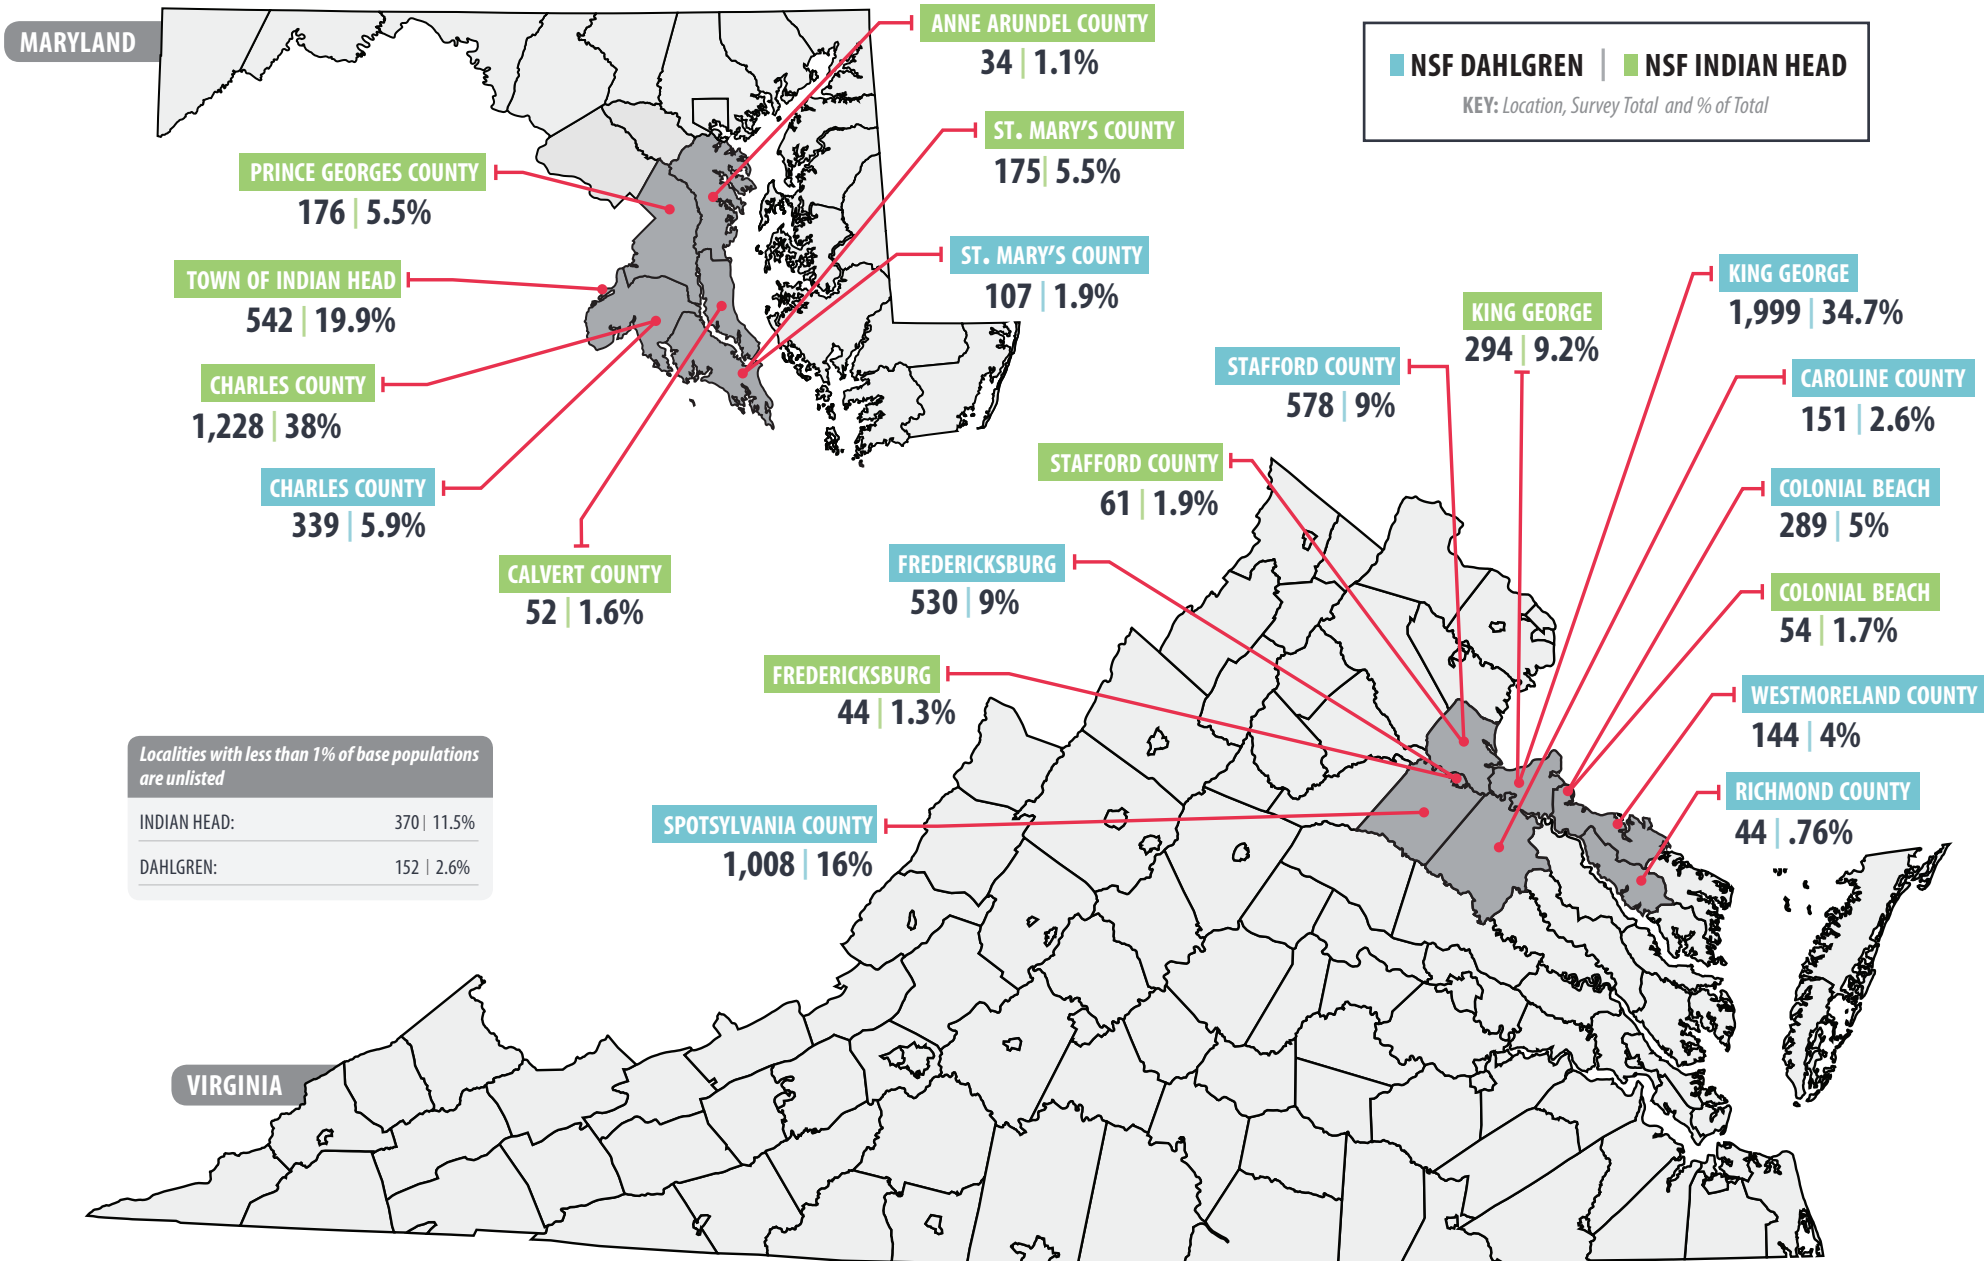 MARYLAND
ANNE ARUNDEL COUNTY
34 | 1.1%
NSF DAHLGREN | NSF INDIAN HEAD
KEY: Location, Survey Total and % of Total
ST. MARY'S COUNTY
175 | 5.5%
PRINCE GEORGES COUNTY
176 | 5.5%
ST. MARY'S COUNTY
107 | 1.9%
TOWN OF INDIAN HEAD
542 | 19.9%
CHARLES COUNTY
1,228 | 38%
CHARLES COUNTY
339 | 5.9%
CALVERT COUNTY
52 | 1.6%
KING GEORGE
1,999 | 34.7%
KING GEORGE
294 | 9.2%
STAFFORD COUNTY
578 | 9%
CAROLINE COUNTY
151 | 2.6%
STAFFORD COUNTY
61 | 1.9%
COLONIAL BEACH
289 | 5%
FREDERICKSBURG
530 | 9%
COLONIAL BEACH
54 | 1.7%
FREDERICKSBURG
44 | 1.3%
WESTMORELAND COUNTY
144 | 4%
RICHMOND COUNTY
44 | .76%
SPOTSYLVANIA COUNTY
1,008 | 16%
Localities with less than 1% of base populations
are unlisted
INDIAN HEAD: 370 | 11.5%
DAHLGREN: 152 | 2.6%
VIRGINIA